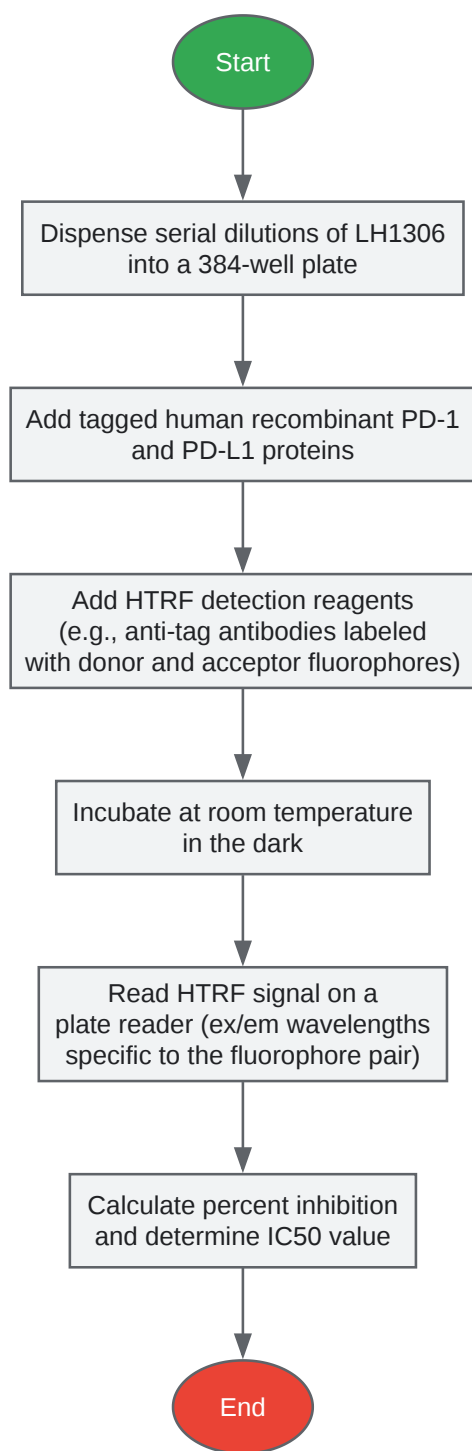 Start
Dispense serial dilutions of LH1306
into a 384-well plate
Add tagged human recombinant PD-1
and PD-L1 proteins
Add HTRF detection reagents
(e.g., anti-tag antibodies labeled
with donor and acceptor fluorophores)
Incubate at room temperature
in the dark
Read HTRF signal on a
plate reader (ex/em wavelengths
specific to the fluorophore pair)
Calculate percent inhibition
and determine IC50 value
End